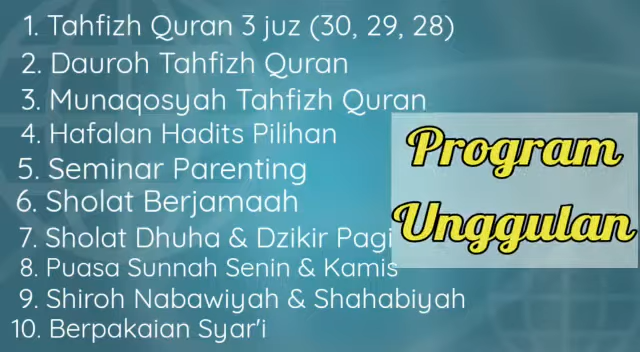 1. Tahfizh Quran 3 juz (30, 29, 28)
2. Dauroh Tahfizh Quran
3. Munaqosyah Tahfizh Quran
4. Hafalan Hadits Pilihan
5. Seminar Parenting
6. Sholat Berjamaah
7. Sholat Dhuha & Dzikir Pagi
8. Puasa Sunnah Senin & Kamis
9. Shiroh Nabawiyah & Shahabiyah
10. Berpakaian Syar'i
Program
Unggulan